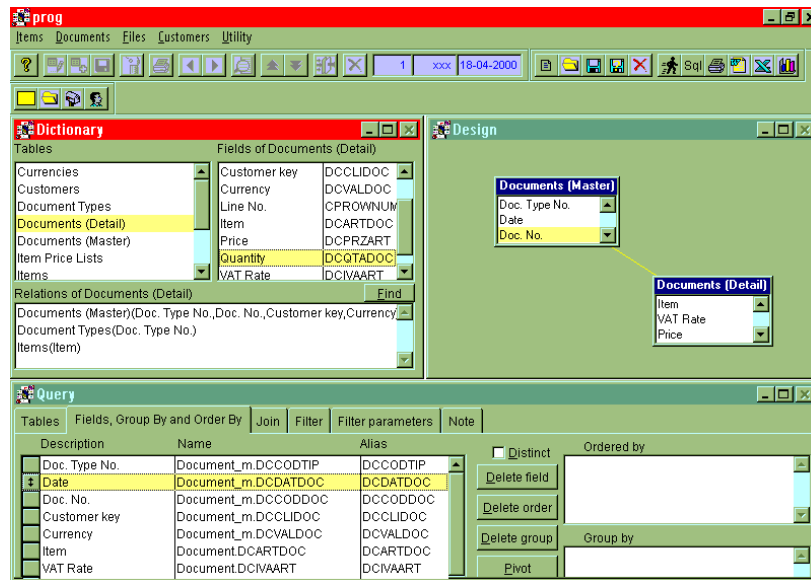 prog
Items Documents Files Customers Utility
1 xxx 18-04-2000 Sql
Dictionary
Tables Fields of Documents (Detail)
Currencies
Customers
Document Types
Documents (Detail)
Documents (Master)
Item Price Lists
Items
Customer key DCCLIDOC
Currency DCVALDOC
Line No. CPROWNUM
Item DCARTDOC
Price DCPRZART
Quantity DCQTADOC
VAT Rate DCIVAART
Relations of Documents (Detail) Find
Documents (Master)(Doc. Type No.,Doc. No.,Customer key,Currency)
Document Types(Doc. Type No.)
Items(Item)
Design
Documents (Master)
Doc. Type No.
Date
Doc. No.
Documents (Detail)
Item
VAT Rate
Price
Query
Tables Fields, Group By and Order By Join Filter Filter parameters Note
Description Name Alias
Doc. Type No. Document_m.DCCODTIP DCCODTIP
Date Document_m.DCDATDOC DCDATDOC
Doc. No. Document_m.DCCODDOC DCCODDOC
Customer key Document_m.DCCLIDOC DCCLIDOC
Currency Document_m.DCVALDOC DCVALDOC
Item Document.DCARTDOC DCARTDOC
VAT Rate Document.DCIVAART DCIVAART
Distinct
Delete field
Delete order
Delete group
Pivot
Ordered by
Group by